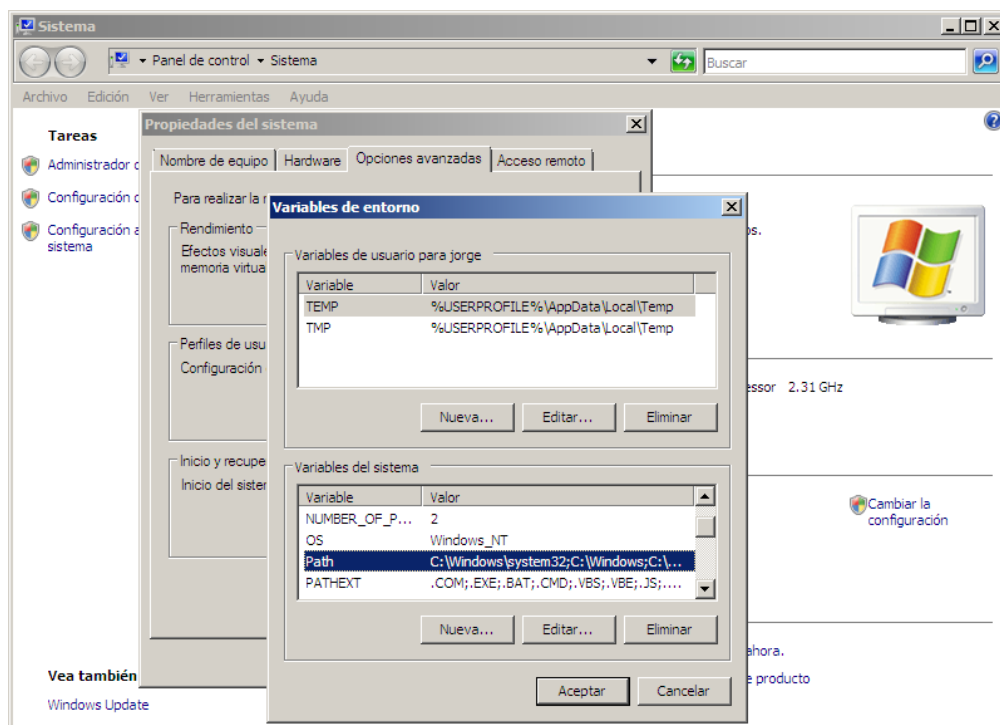 Sistema
Panel de control Sistema
Buscar
Archivo Edición Ver Herramientas Ayuda
Tareas
Administrador
Configuración
Configuración
sistema
Propiedades del sistema
Nombre de equipo Hardware Opciones avanzadas Acceso remoto
Para realizar la
Rendimiento
Efectos visuale
memoria virtua
Perfiles de usu
Configuración
Inicio y recupe
Inicio del sister
Variables de entorno
Variables de usuario para jorge
Variable Valor
TEMP %USERPROFILE%\AppData\Local\Temp
TMP %USERPROFILE%\AppData\Local\Temp
Nueva... Editar... Eliminar
Variables del sistema
Variable Valor
NUMBER_OF_P... 2
OS Windows_NT
Path C:\Windows\system32;C:\Windows;C:\...
PATHEXT .COM;.EXE;.BAT;.CMD;.VBS;.VBE;.JS;....
Nueva... Editar... Eliminar
Aceptar Cancelar
os.
essor 2.31 GHz
Cambiar la
configuración
ahora.
e producto
Vea también
Windows Update